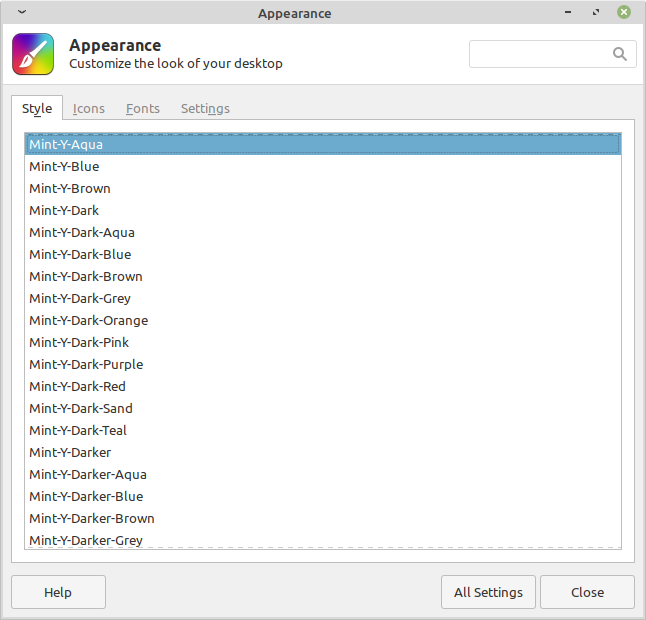 Appearance
Appearance
Customize the look of your desktop
Style Icons Fonts Settings
Mint-Y-Aqua
Mint-Y-Blue
Mint-Y-Brown
Mint-Y-Dark
Mint-Y-Dark-Aqua
Mint-Y-Dark-Blue
Mint-Y-Dark-Brown
Mint-Y-Dark-Grey
Mint-Y-Dark-Orange
Mint-Y-Dark-Pink
Mint-Y-Dark-Purple
Mint-Y-Dark-Red
Mint-Y-Dark-Sand
Mint-Y-Dark-Teal
Mint-Y-Darker
Mint-Y-Darker-Aqua
Mint-Y-Darker-Blue
Mint-Y-Darker-Brown
Mint-Y-Darker-Grey
Help All Settings Close